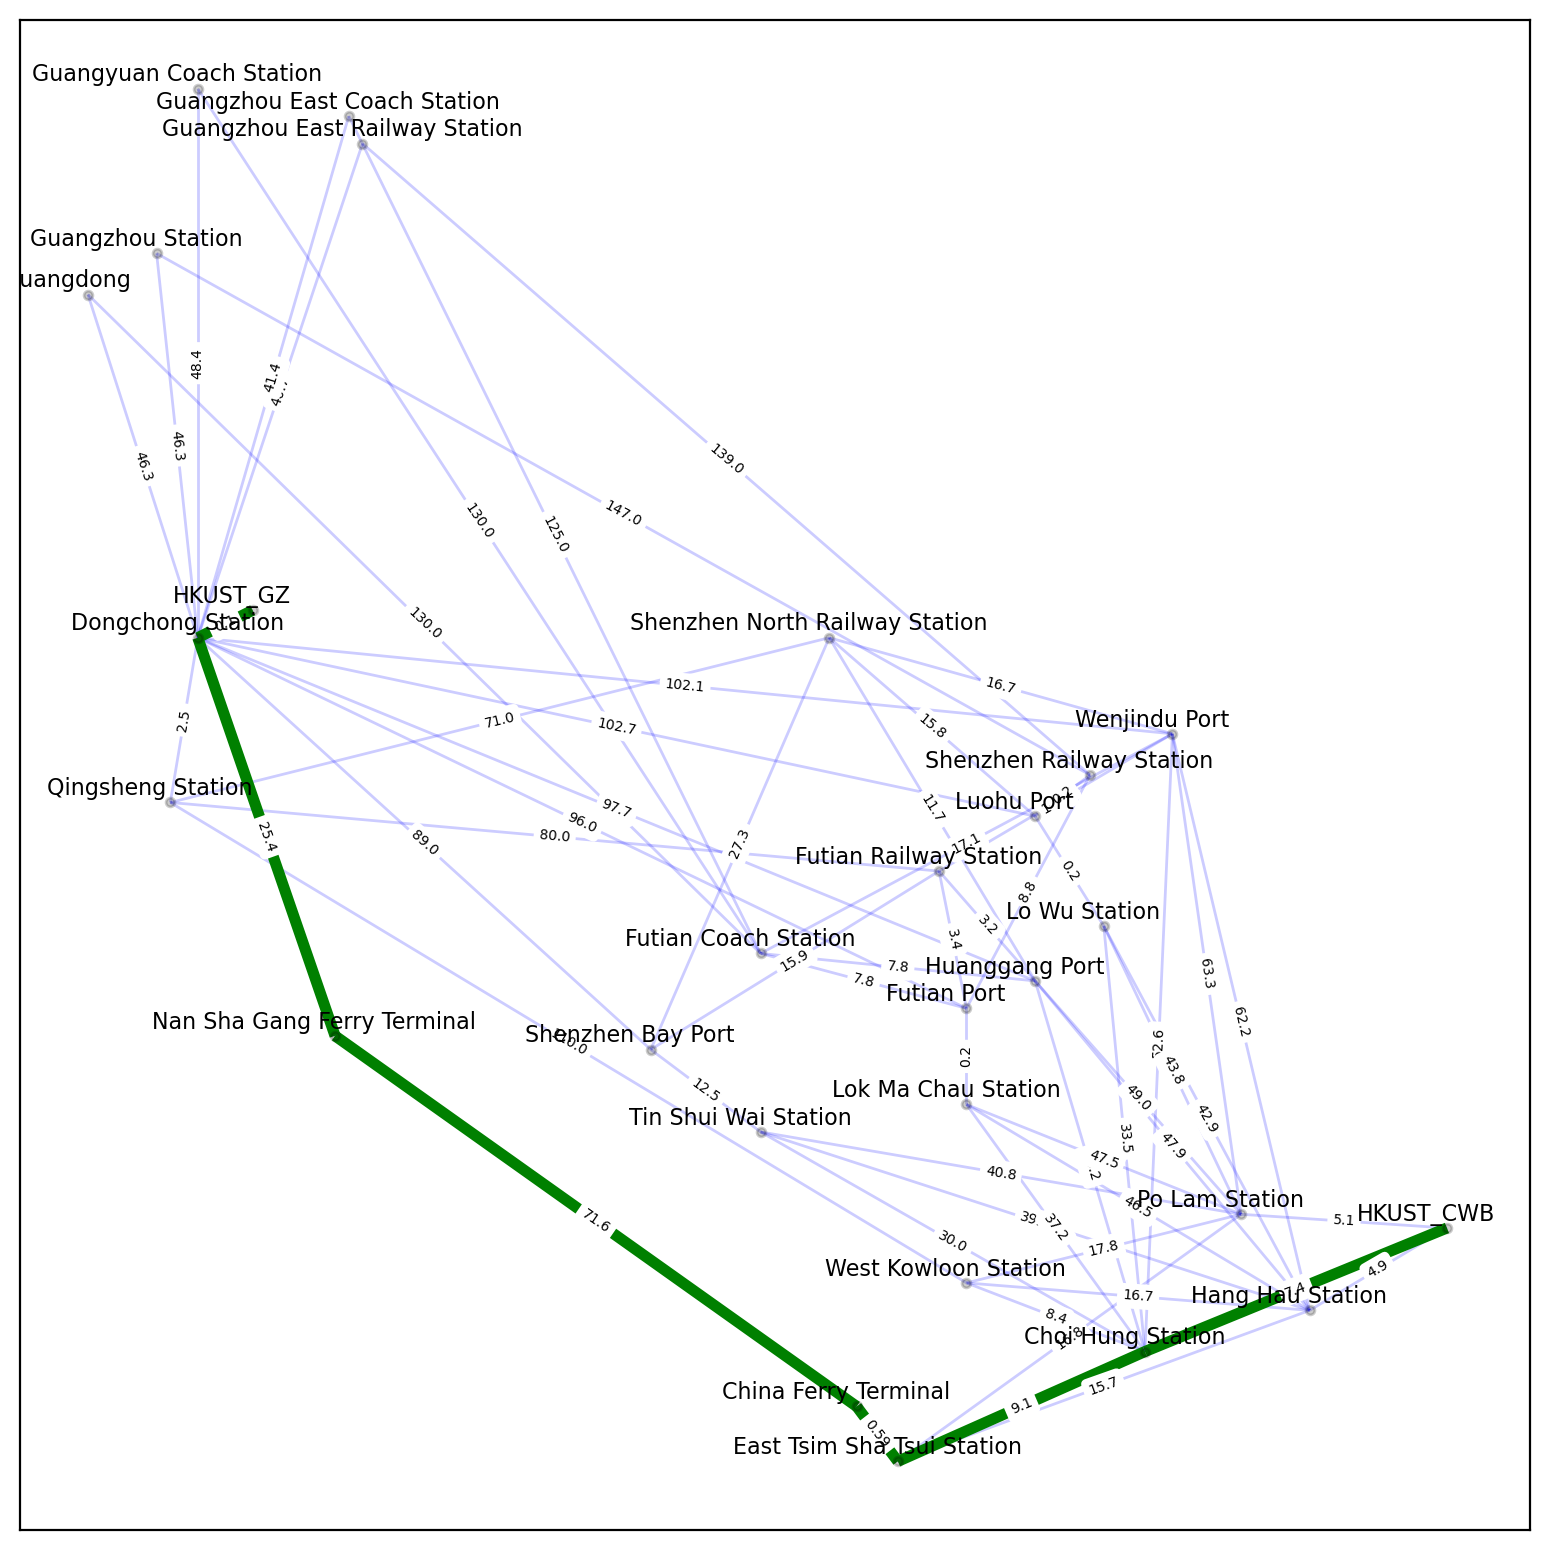 Guangyuan Coach Station
Guangzhou East Coach Station
Guangzhou East Railway Station
Guangzhou Station
uangdong
48.4
41.4
46.3
46.3
139.0
130.0
147.0
125.0
HKUST_GZ
Dongchong Station
130.0
Shenzhen North Railway Station
102.1
16.7
2.5
71.0
102.7
15.8
Wenjindu Port
Shenzhen Railway Station
Qingsheng Station
Luohu Port
25.4
89.0
80.0
96.0
97.7
27.3
11.7
17.1
Futian Railway Station
0.2
8.8
Lo Wu Station
3.2
3.4
Futian Coach Station
15.9
7.8
7.8
Huanggang Port
Futian Port
63.3
62.2
Nan Sha Gang Ferry Terminal
Shenzhen Bay Port
0.2
43.8
12.5
Lok Ma Chau Station
49.0
42.9
Tin Shui Wai Station
33.5
47.9
47.5
40.8
46.5
Po Lam Station
HKUST_CWB
5.1
71.6
37.2
30.0
17.8
4.9
West Kowloon Station
16.7
7.4
Hang Hau Station
8.4
Choi Hung Station
15.7
China Ferry Terminal
9.1
0.59
East Tsim Sha Tsui Station